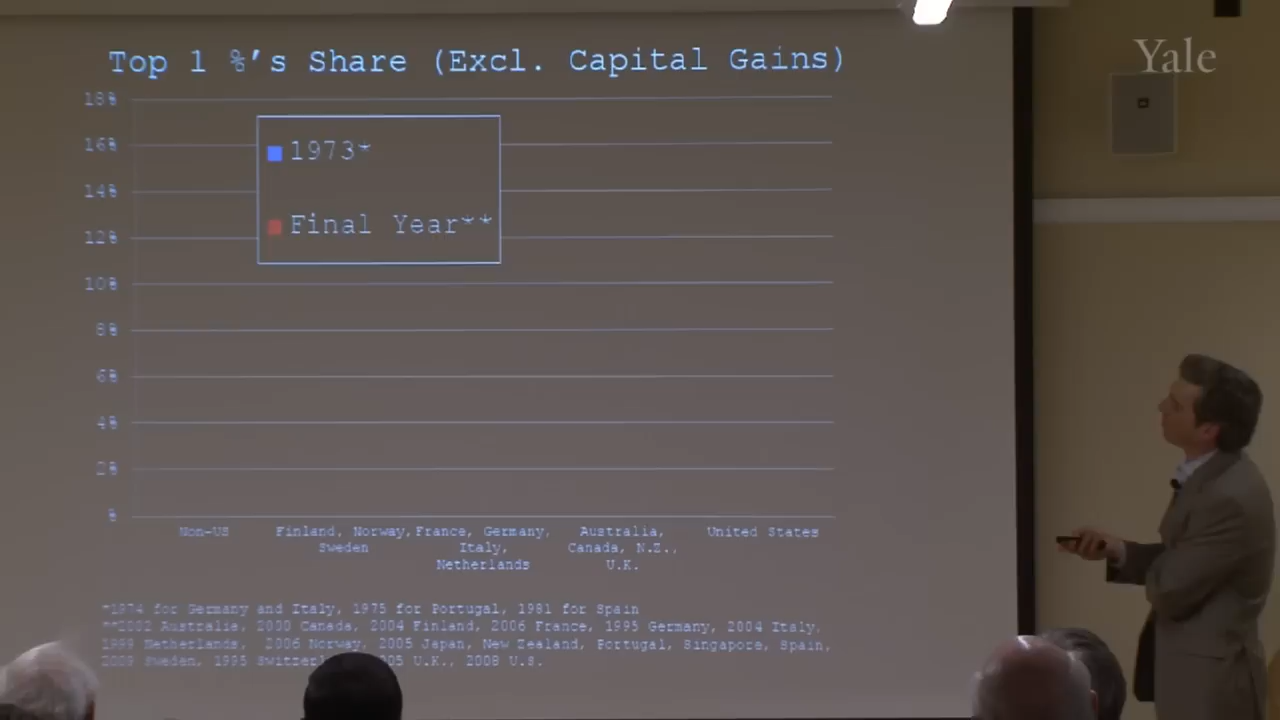 Top 1 %'s Share (Excl. Capital Gains)
Yale
18%
16%
14%
12%
10%
8%
6%
4%
2%
%
1973*
Final Year**
Non-US
Finland, Norway,
Sweden
France, Germany,
Italy,
Netherlands
Australia,
Canada, N.Z.,
U.K.
United States
*1974 for Germany and Italy, 1975 for Portugal, 1981 for Spain
**2002 Australia, 2000 Canada, 2004 Finland, 2006 France, 1995 Germany, 2004 Italy,
1999 Netherlands, 2006 Norway, 2005 Japan, New Zealand, Portugal, Singapore, Spain,
2009 Sweden, 1995 05 U.K., 2008 U.S.